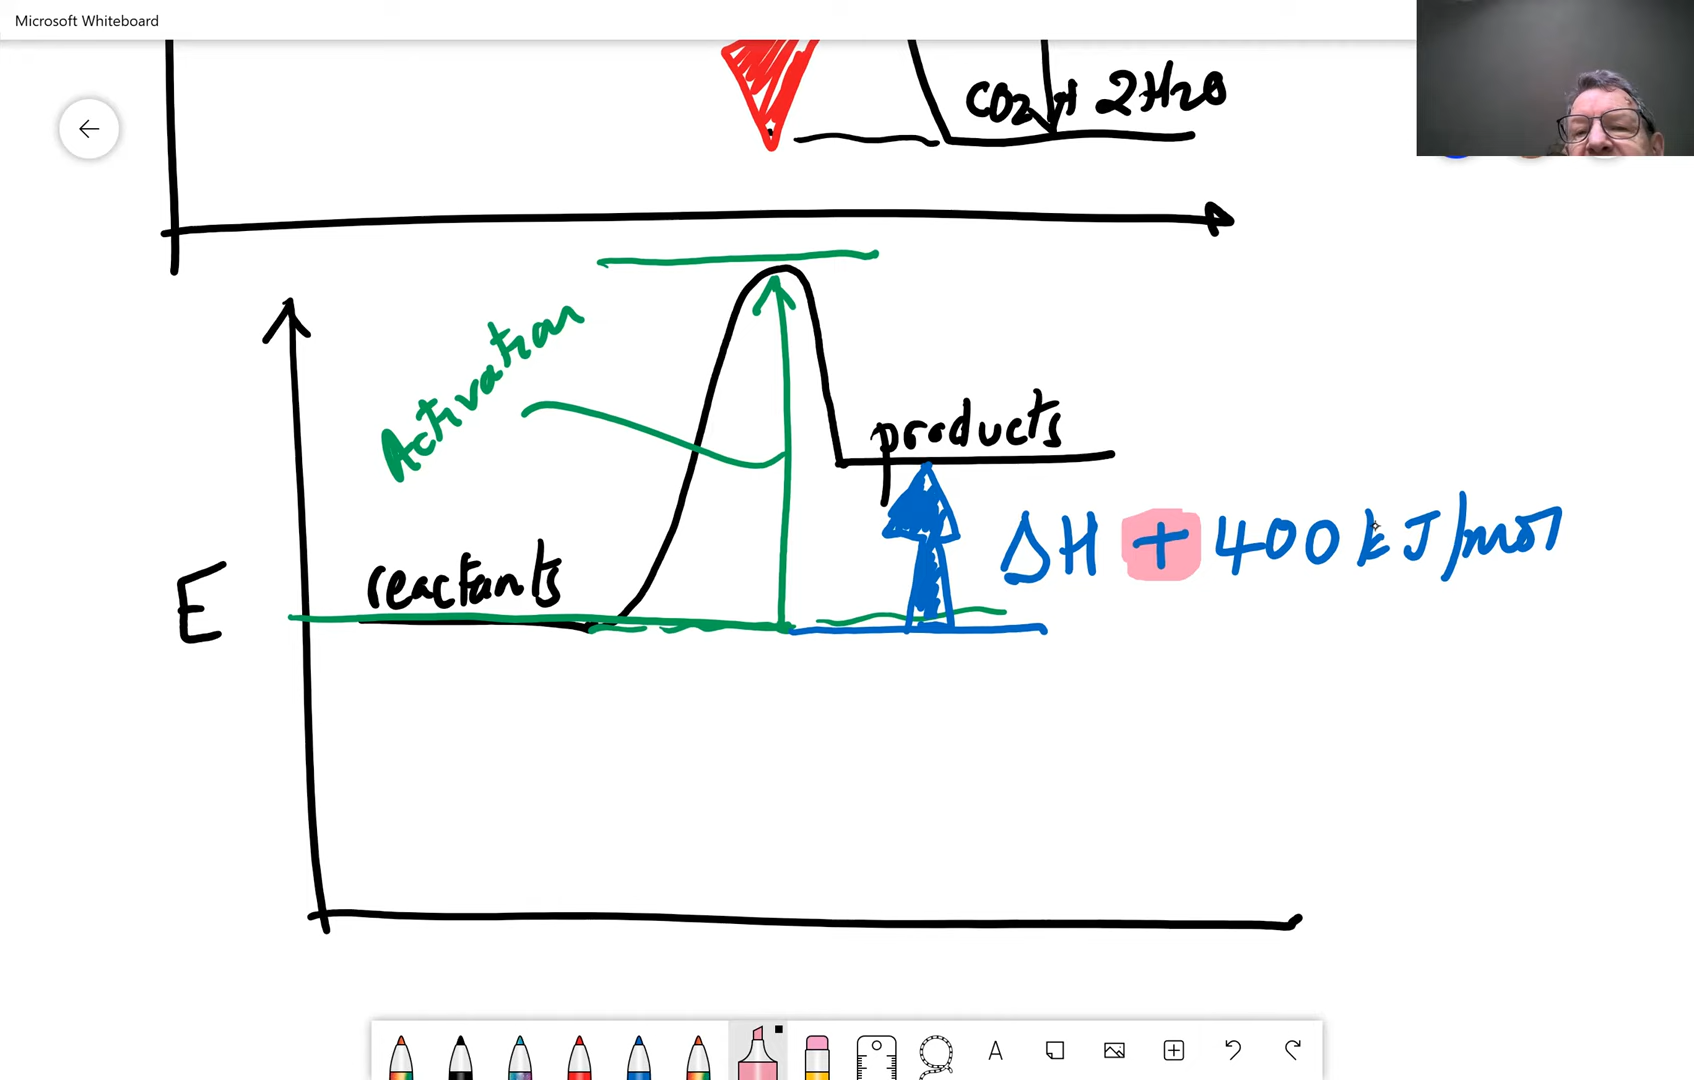 Microsoft Whiteboard
CO2 + 2H2O
Activation
products
ΔH + 400 kJ/mol
reactants
E
A